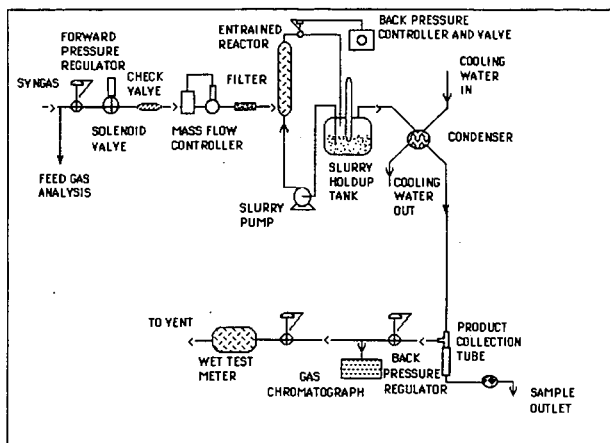 BACK PRESSURE
CONTROLLER AND VALVE
ENTRAINED
REACTOR
FORWARD
PRESSURE
REGULATOR
CHECK
VALVE
FILTER
COOLING
WATER
IN
SYNGAS
SOLENOID
VALVE
MASS FLOW
CONTROLLER
CONDENSER
FEED GAS
ANALYSIS
SLURRY
PUMP
SLURRY
HOLDUP
TANK
COOLING
WATER
OUT
TO VENT
WET TEST
METER
GAS
CHROMATOGRAPH
BACK
PRESSURE
REGULATOR
PRODUCT
COLLECTION
TUBE
SAMPLE
OUTLET